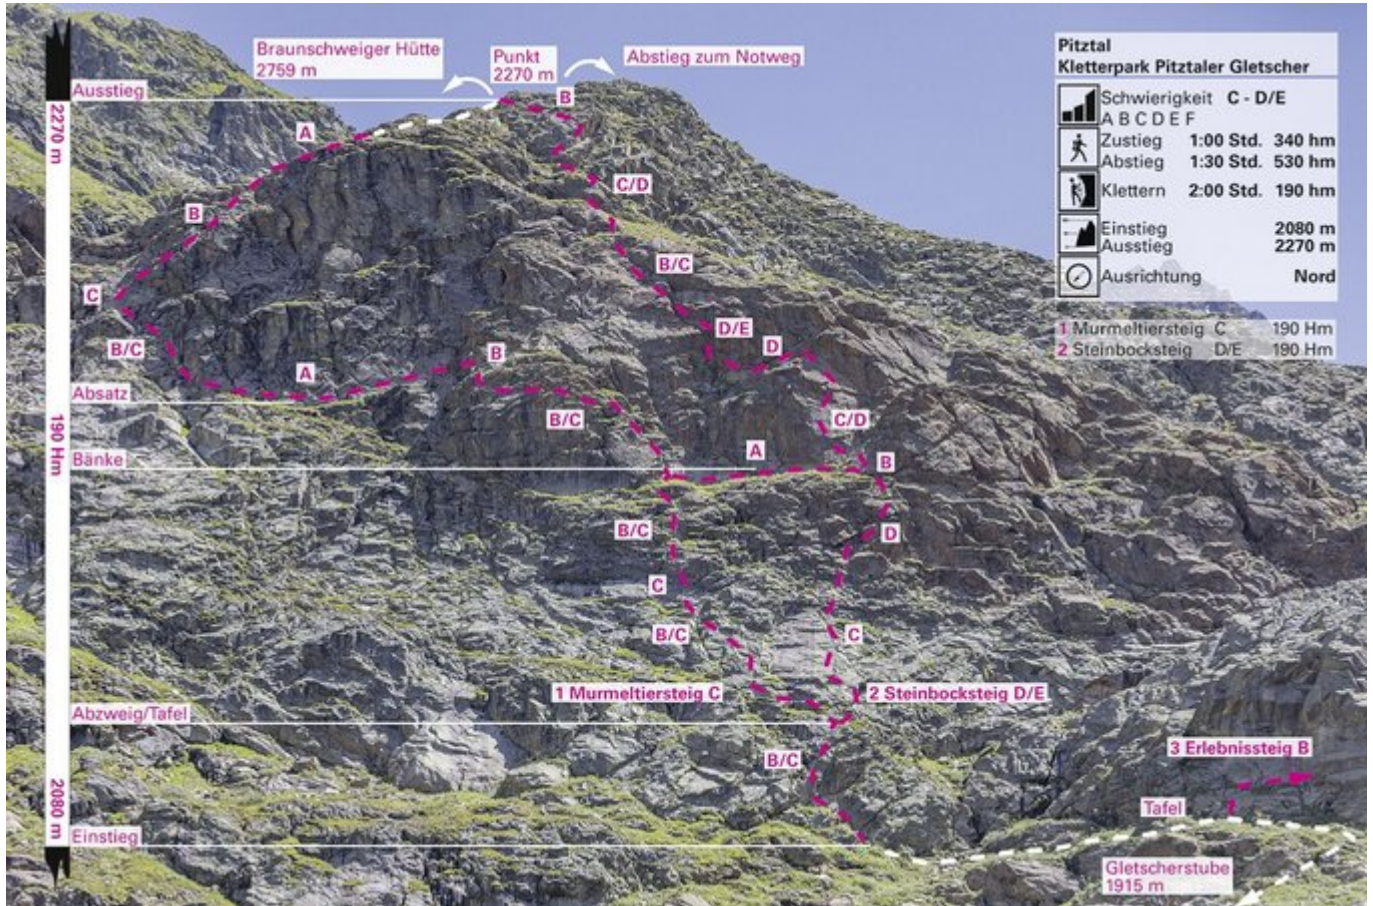 Braunschweiger Hütte
2759 m
Punkt
2270 m
Abstieg zum Notweg
Ausstieg
2270 m
B
A
C/D
B
B/C
C
D/E
B/C
D
B
A
Absatz
B/C
C/D
190 Hm
A
Bänke
B
B/C
D
C
B/C
C
1 Murmeltiersteig C
2 Steinbocksteig D/E
Abzweig/Tafel
B/C
3 Erlebnissteig B
2080 m
Tafel
Einstieg
Gletscherstube
1915 m
Pitztal
Kletterpark Pitztaler Gletscher
Schwierigkeit C - D/E
A B C D E F
Zustieg 1:00 Std. 340 hm
Abstieg 1:30 Std. 530 hm
Klettern 2:00 Std. 190 hm
Einstieg 2080 m
Ausstieg 2270 m
Ausrichtung Nord
1 Murmeltiersteig C 190 Hm
2 Steinbocksteig D/E 190 Hm